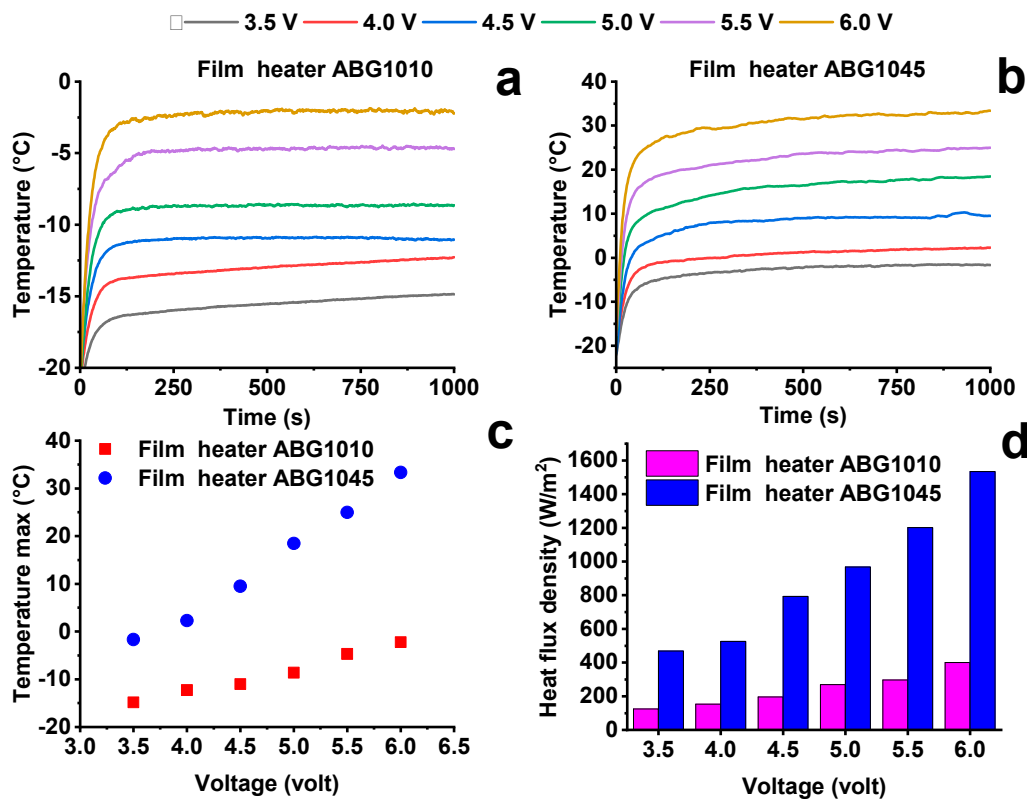 3.5 V 4.0 V 4.5 V 5.0 V 5.5 V 6.0 V
Film heater ABG1010
a
0
-5
-10
-15
-20
Temperature (°C)
0 250 500 750 1000
Time (s)
Film heater ABG1045
b
40
30
20
10
0
-10
-20
Temperature (°C)
0 250 500 750 1000
Time (s)
c
Film heater ABG1010
Film heater ABG1045
40
30
20
10
0
-10
-20
Temperature max (°C)
3.0 3.5 4.0 4.5 5.0 5.5 6.0 6.5
Voltage (volt)
d
Film heater ABG1010
Film heater ABG1045
1600
1400
1200
1000
800
600
400
200
0
Heat flux density (W/m²)
3.5 4.0 4.5 5.0 5.5 6.0
Voltage (volt)